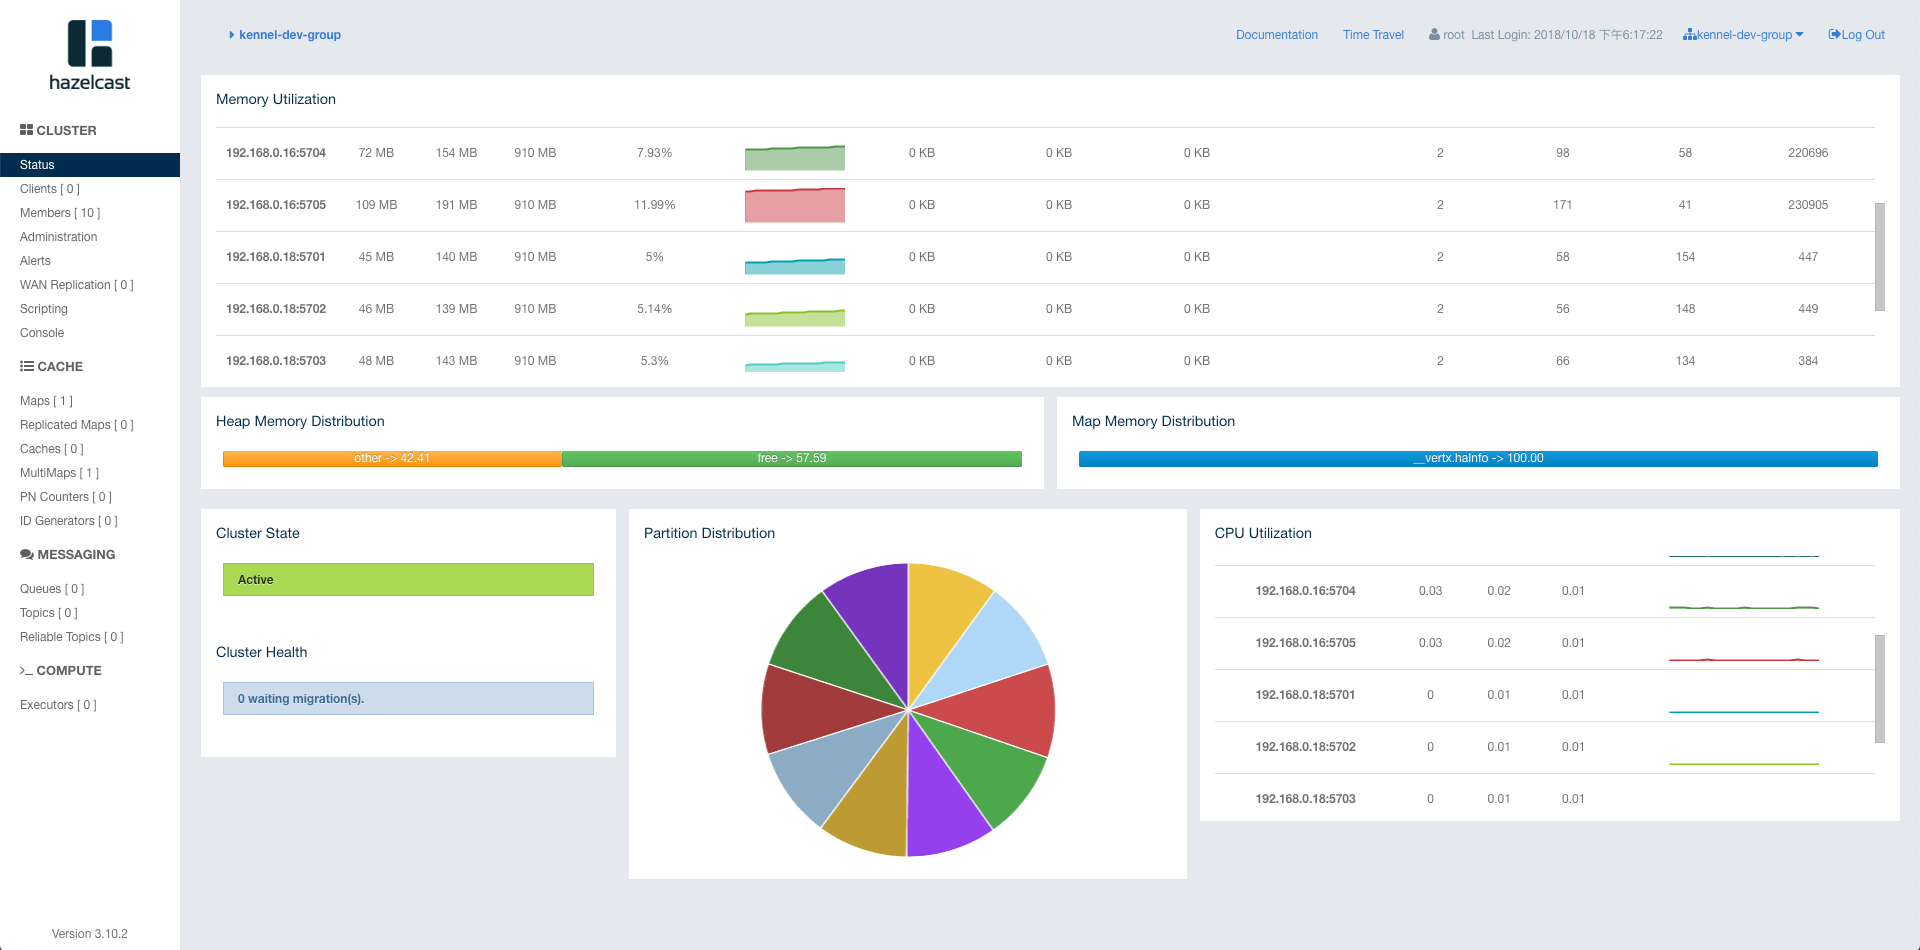 hazelcast
CLUSTER
Status
Clients [ 0 ]
Members [ 10 ]
Administration
Alerts
WAN Replication [ 0 ]
Scripting
Console
CACHE
Maps [ 1 ]
Replicated Maps [ 0 ]
Caches [ 0 ]
MultiMaps [ 1 ]
PN Counters [ 0 ]
ID Generators [ 0 ]
MESSAGING
Queues [ 0 ]
Topics [ 0 ]
Reliable Topics [ 0 ]
COMPUTE
Executors [ 0 ]
Version 3.10.2
kennel-dev-group Documentation Time Travel root Last Login: 2018/10/18 下午6:17:22 kennel-dev-group Log Out
Memory Utilization
192.168.0.16:5704 72 MB 154 MB 910 MB 7.93% 0 KB 0 KB 0 KB 2 98 58 220696
192.168.0.16:5705 109 MB 191 MB 910 MB 11.99% 0 KB 0 KB 0 KB 2 171 41 230905
192.168.0.18:5701 45 MB 140 MB 910 MB 5% 0 KB 0 KB 0 KB 2 58 154 447
192.168.0.18:5702 46 MB 139 MB 910 MB 5.14% 0 KB 0 KB 0 KB 2 56 148 449
192.168.0.18:5703 48 MB 143 MB 910 MB 5.3% 0 KB 0 KB 0 KB 2 66 134 384
Heap Memory Distribution
other -> 42.41 free -> 57.59
Map Memory Distribution
__vertx.haInfo -> 100.00
Cluster State
Active
Cluster Health
0 waiting migration(s).
Partition Distribution
CPU Utilization
192.168.0.16:5704 0.03 0.02 0.01
192.168.0.16:5705 0.03 0.02 0.01
192.168.0.18:5701 0 0.01 0.01
192.168.0.18:5702 0 0.01 0.01
192.168.0.18:5703 0 0.01 0.01